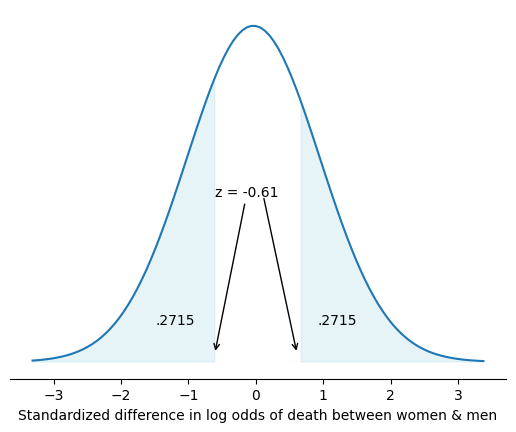 z = -0.61
.2715
.2715
−3 −2 −1 0 1 2 3
Standardized difference in log odds of death between women & men